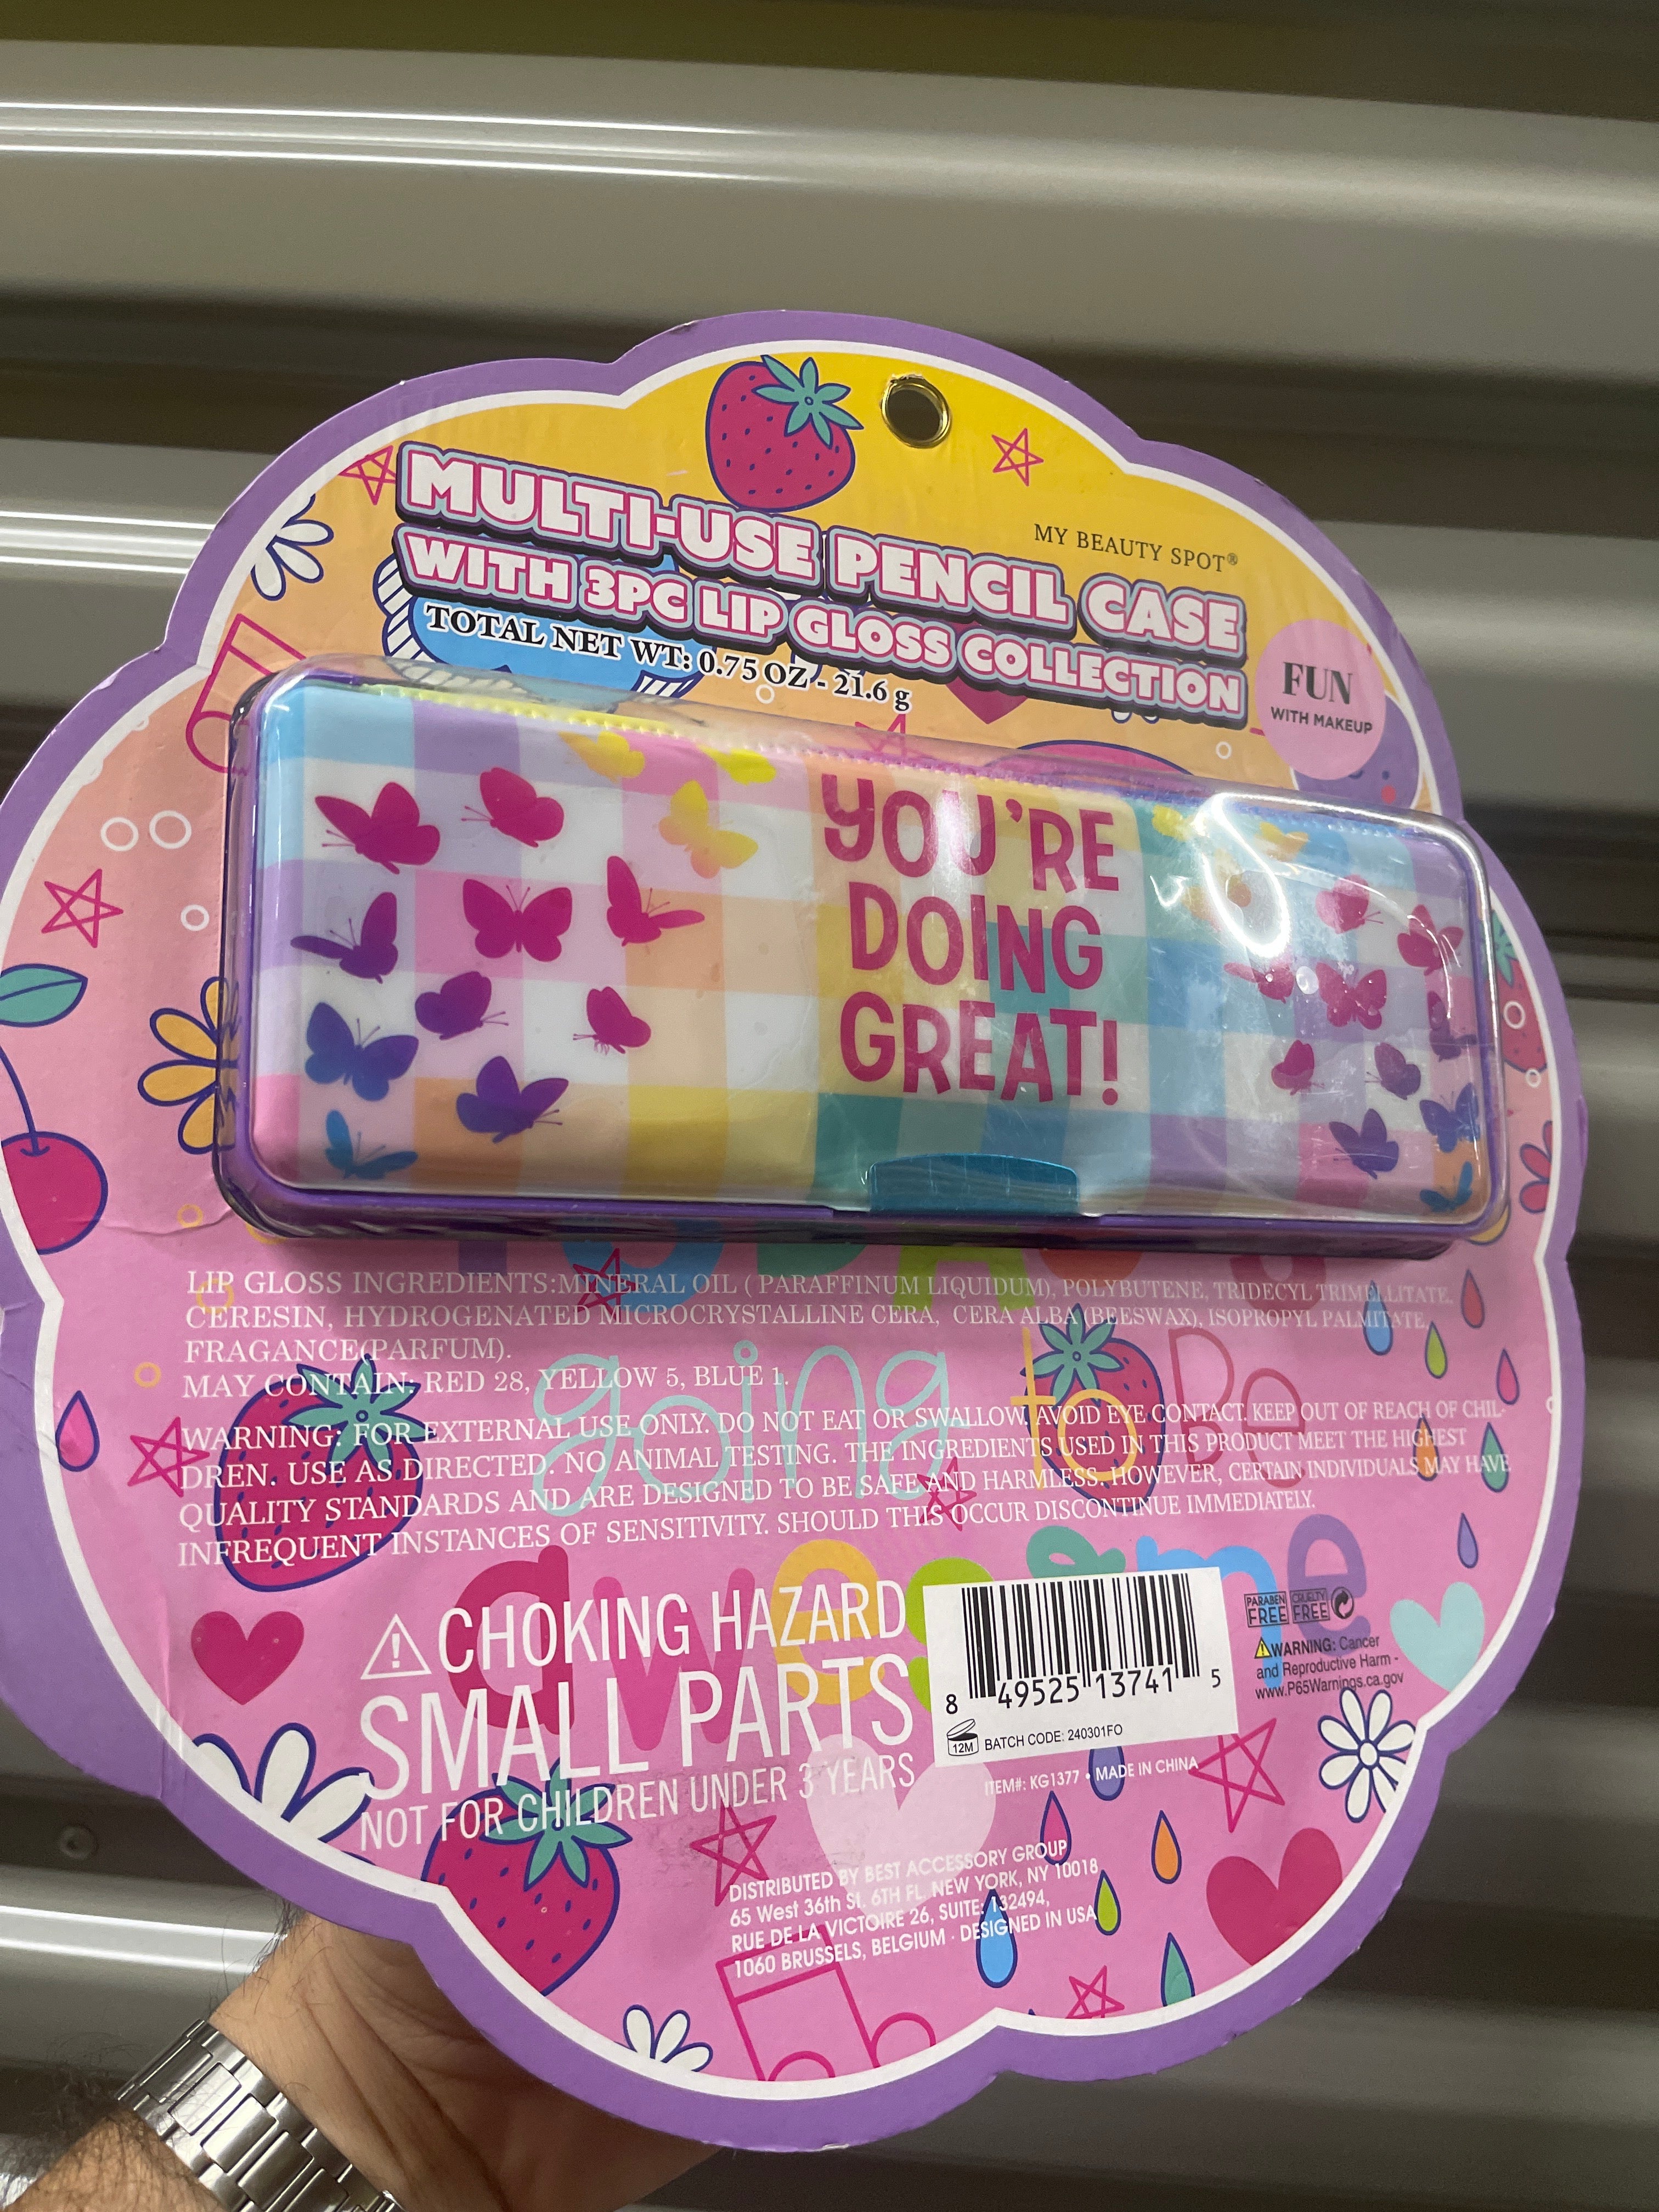 MY BEAUTY SPOT®
MULTI-USE PENCIL CASE
WITH 3PC LIP GLOSS COLLECTION
TOTAL NET WT: 0.75 OZ - 21.6 g
FUN
WITH MAKEUP
YOU'RE
DOING
GREAT!
LIP GLOSS INGREDIENTS:MINERAL OIL ( PARAFFINUM LIQUIDUM), POLYBUTENE, TRIDECYL TRIMELLITATE,
CERESIN, HYDROGENATED MICROCRYSTALLINE CERA, CERA ALBA (BEESWAX), ISOPROPYL PALMITATE,
FRAGANCE(PARFUM).
MAY CONTAIN: RED 28, YELLOW 5, BLUE 1.
WARNING: FOR EXTERNAL USE ONLY. DO NOT EAT OR SWALLOW. AVOID EYE CONTACT. KEEP OUT OF REACH OF CHIL-
DREN. USE AS DIRECTED. NO ANIMAL TESTING. THE INGREDIENTS USED IN THIS PRODUCT MEET THE HIGHEST
QUALITY STANDARDS AND ARE DESIGNED TO BE SAFE AND HARMLESS. HOWEVER, CERTAIN INDIVIDUALS MAY HAVE
INFREQUENT INSTANCES OF SENSITIVITY. SHOULD THIS OCCUR DISCONTINUE IMMEDIATELY.
going to Be
awesome
CHOKING HAZARD
SMALL PARTS
NOT FOR CHILDREN UNDER 3 YEARS
8 49525 13741 5
12M BATCH CODE: 240301FO
PARABEN FREE CRUELTY FREE
WARNING: Cancer
and Reproductive Harm -
www.P65Warnings.ca.gov
ITEM#: KG1377 • MADE IN CHINA
DISTRIBUTED BY BEST ACCESSORY GROUP
65 West 36th St. 6TH FL. NEW YORK, NY 10018
RUE DE LA VICTOIRE 26, SUITE: 132494,
1060 BRUSSELS, BELGIUM · DESIGNED IN USA